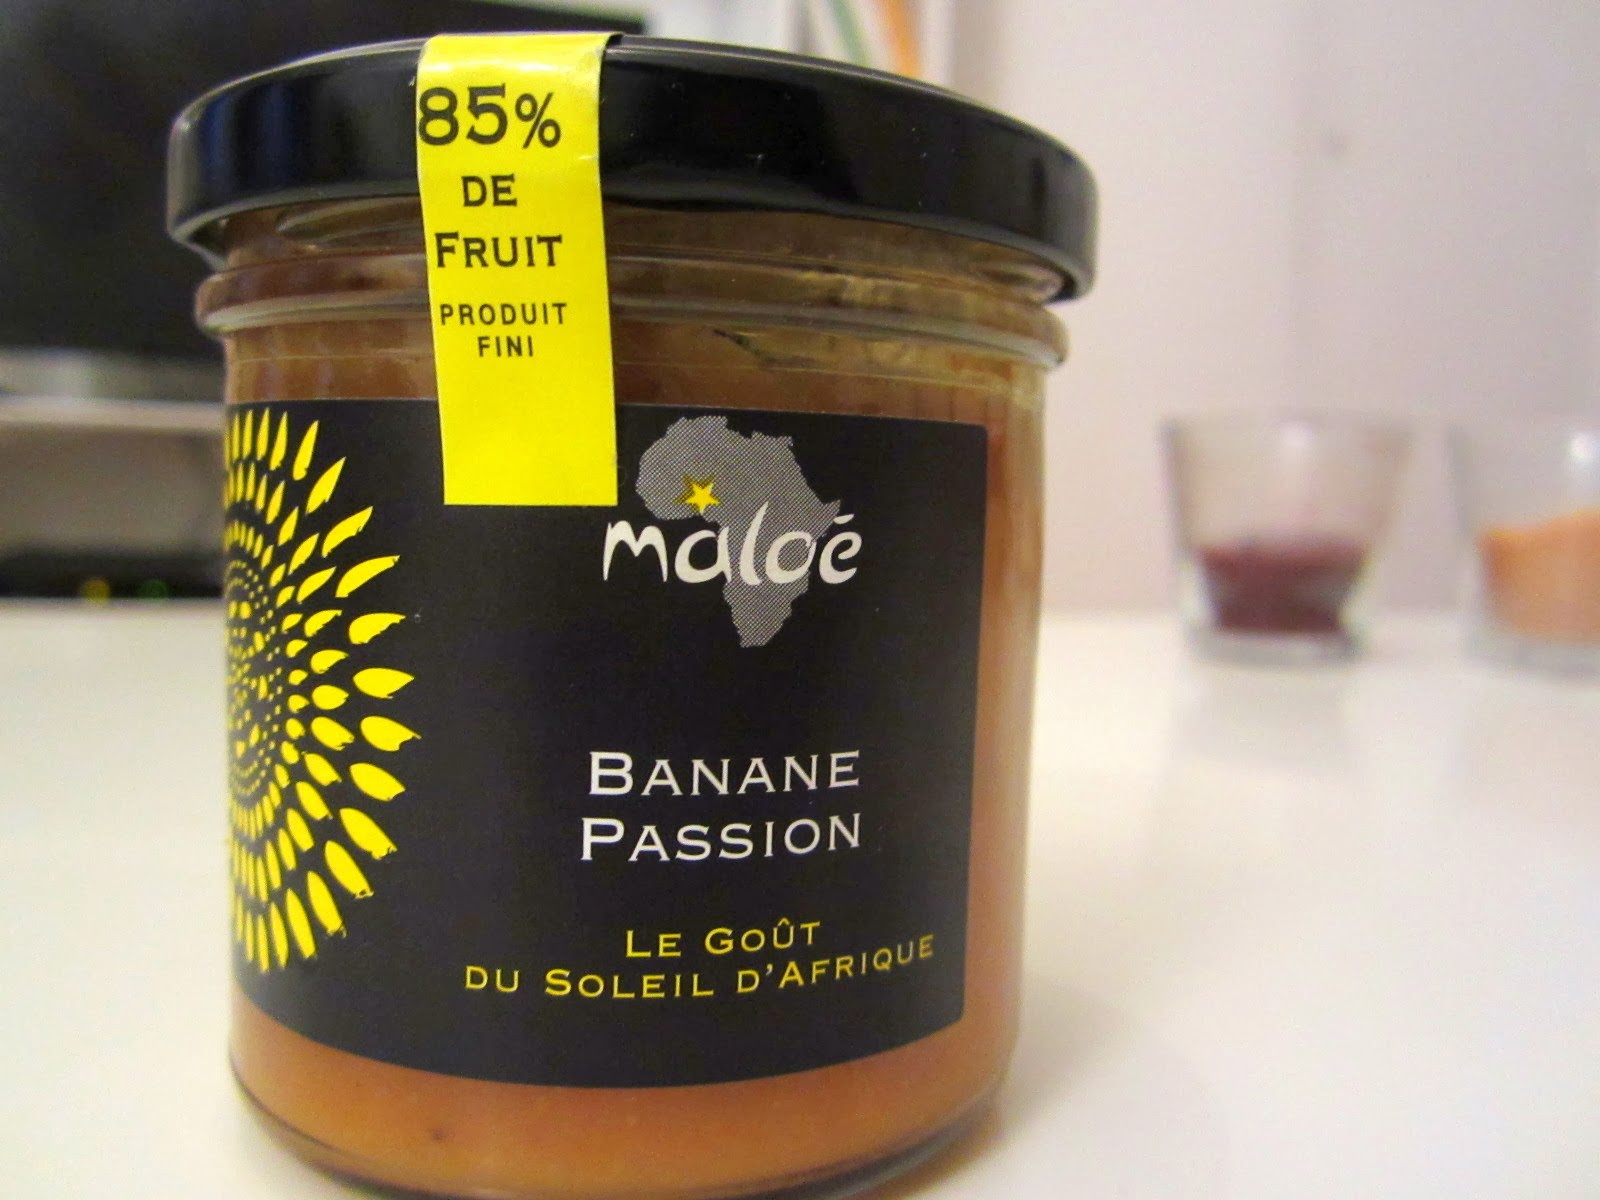 85%
DE
FRUIT
PRODUIT
FINI
maloé
BANANE
PASSION
LE GOÛT
DU SOLEIL D'AFRIQUE